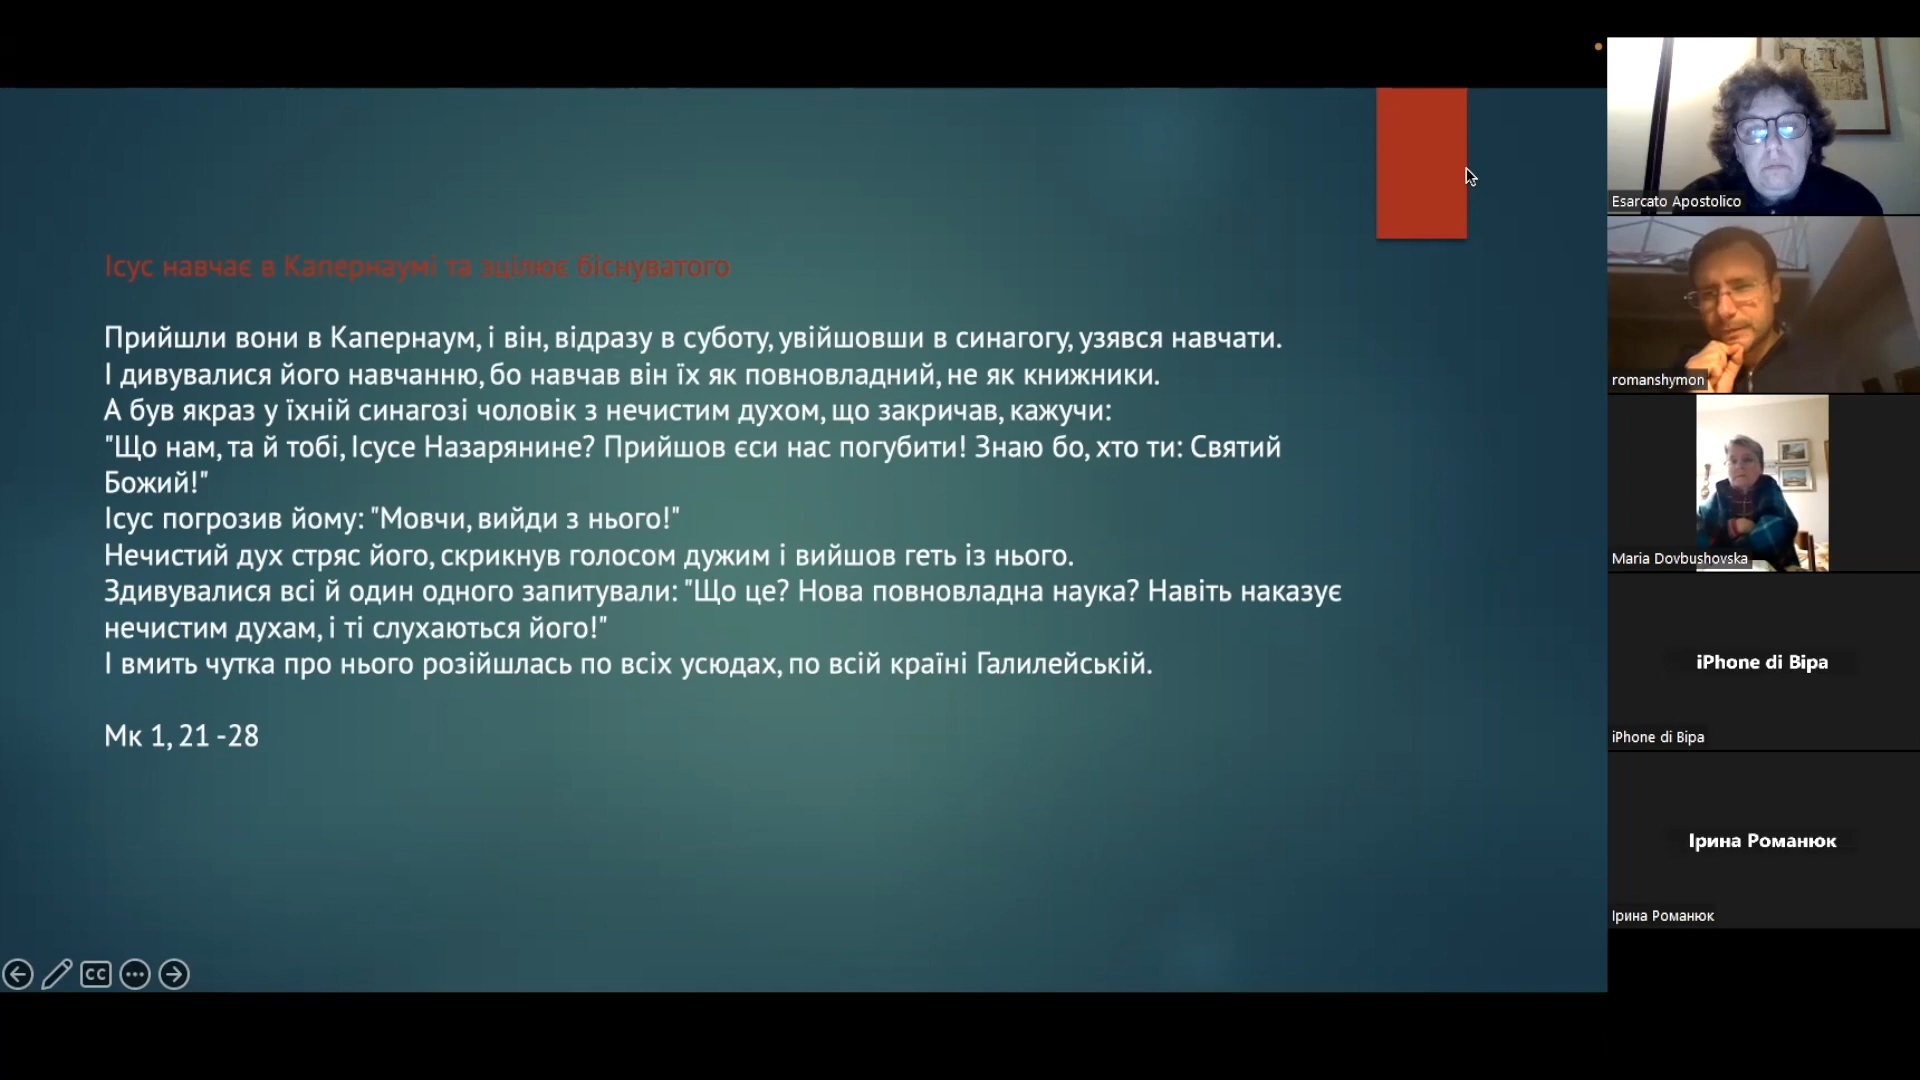 Ісус навчає в Капернаумі та зцілює біснуватого
Прийшли вони в Капернаум, і він, відразу в суботу, увійшовши в синагогу, узявся навчати.
І дивувалися його навчанню, бо навчав він їх як повновладний, не як книжники.
А був якраз у їхній синагозі чоловік з нечистим духом, що закричав, кажучи:
"Що нам, та й тобі, Ісусе Назарянине? Прийшов єси нас погубити! Знаю бо, хто ти: Святий
Божий!"
Ісус погрозив йому: "Мовчи, вийди з нього!"
Нечистий дух стряс його, скрикнув голосом дужим і вийшов геть із нього.
Здивувалися всі й один одного запитували: "Що це? Нова повновладна наука? Навіть наказує
нечистим духам, і ті слухаються його!"
І вмить чутка про нього розійшлась по всіх усюдах, по всій країні Галилейській.
Мк 1, 21 -28
CC
Esarcato Apostolico
romanshymon
Maria Dovbushovska
iPhone di Віра
iPhone di Віра
Ірина Романюк
Ірина Романюк